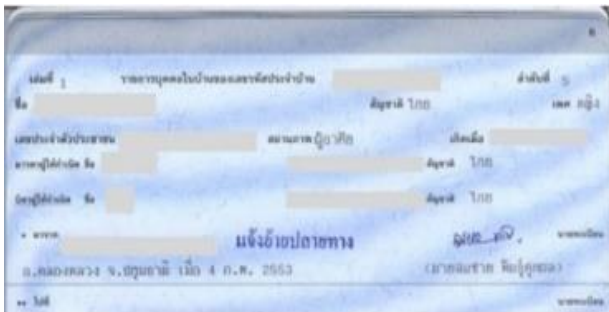 เล่มที่ 1 รายการบุคคลในบ้านของเลขรหัสประจำบ้าน ลำดับที่ 5
ชื่อ สัญชาติ ไทย เพศ หญิง
เลขประจำตัวประชาชน สถานภาพ ผู้อาศัย เกิดเมื่อ
มารดาผู้ให้กำเนิด ชื่อ สัญชาติ ไทย
บิดาผู้ให้กำเนิด ชื่อ สัญชาติ ไทย
* มาจาก แจ้งย้ายปลายทาง นายทะเบียน
อ.คลองหลวง จ.ปทุมธานี เมื่อ 4 ก.พ. 2553
** ไปที่ นายทะเบียน